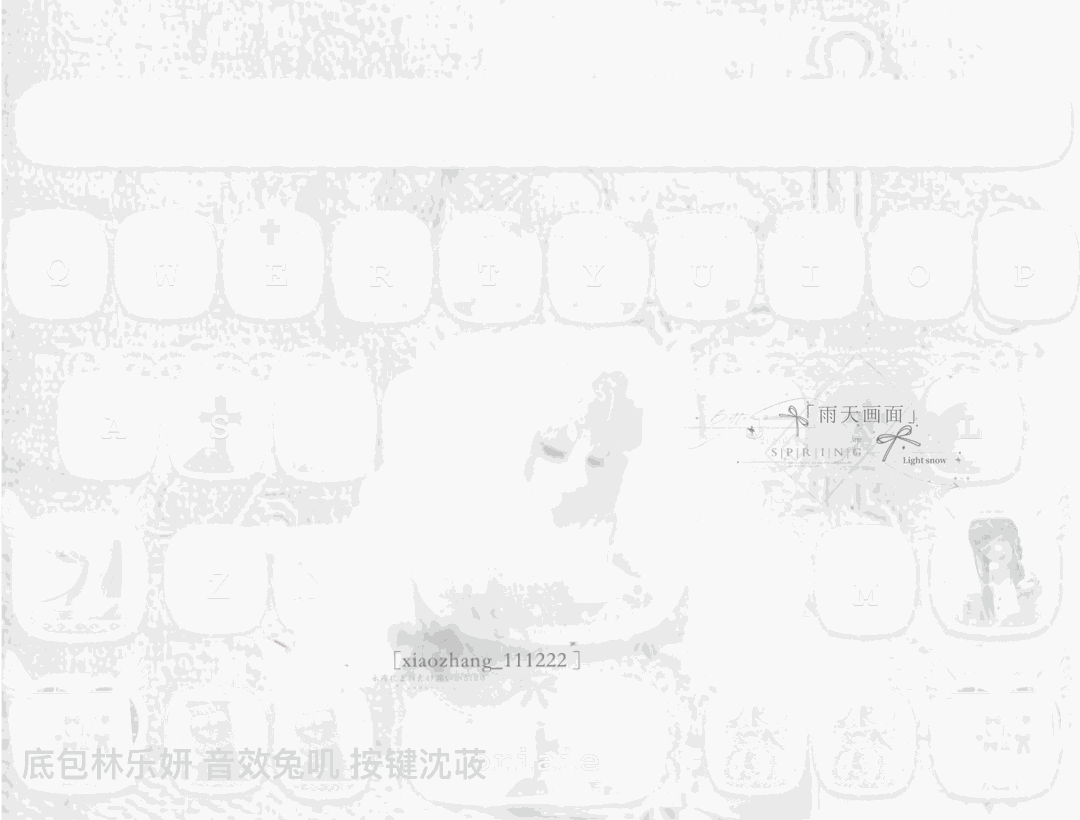 Q W E R T Y U I O P
A S L
「雨天画面」
S|P|R|I|N|G
Light snow
Z M
［xiaozhang_111222］
底包林乐妍 音效兔叽 按键沈荍